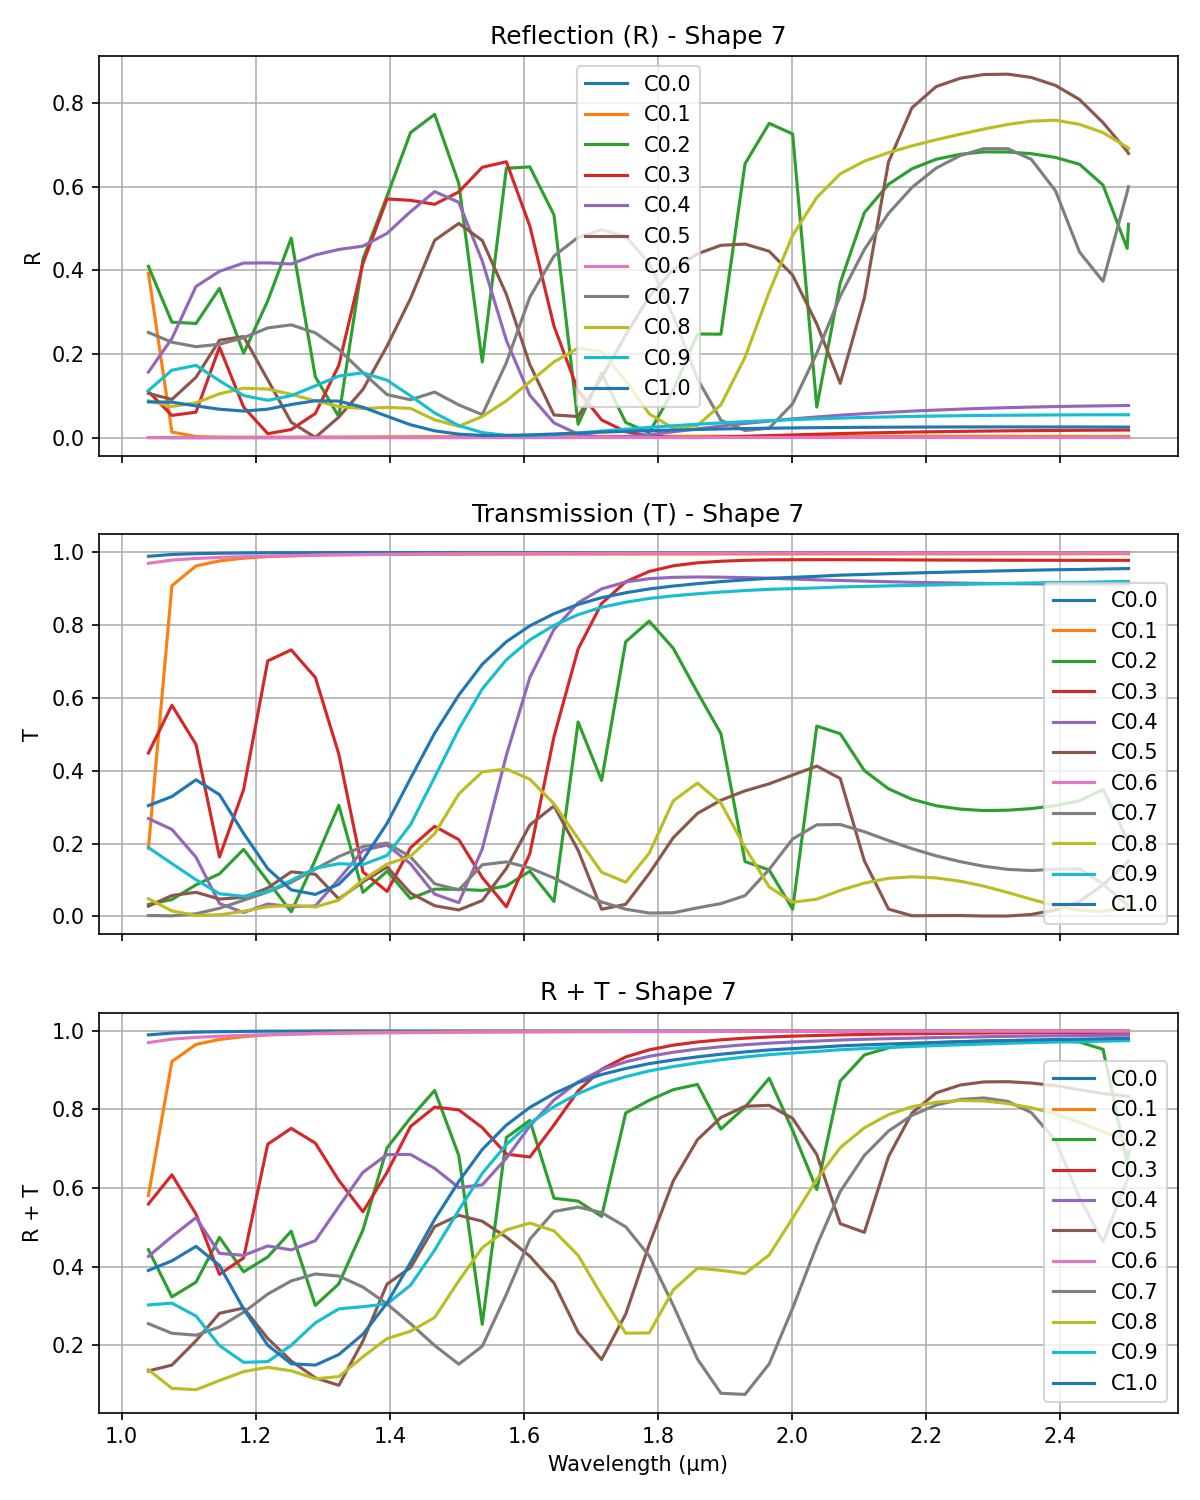 Reflection (R) - Shape 7
R
0.8
0.6
0.4
0.2
0.0
C0.0
C0.1
C0.2
C0.3
C0.4
C0.5
C0.6
C0.7
C0.8
C0.9
C1.0
Transmission (T) - Shape 7
T
1.0
0.8
0.6
0.4
0.2
0.0
C0.0
C0.1
C0.2
C0.3
C0.4
C0.5
C0.6
C0.7
C0.8
C0.9
C1.0
R + T - Shape 7
R + T
1.0
0.8
0.6
0.4
0.2
C0.0
C0.1
C0.2
C0.3
C0.4
C0.5
C0.6
C0.7
C0.8
C0.9
C1.0
1.0 1.2 1.4 1.6 1.8 2.0 2.2 2.4
Wavelength (μm)